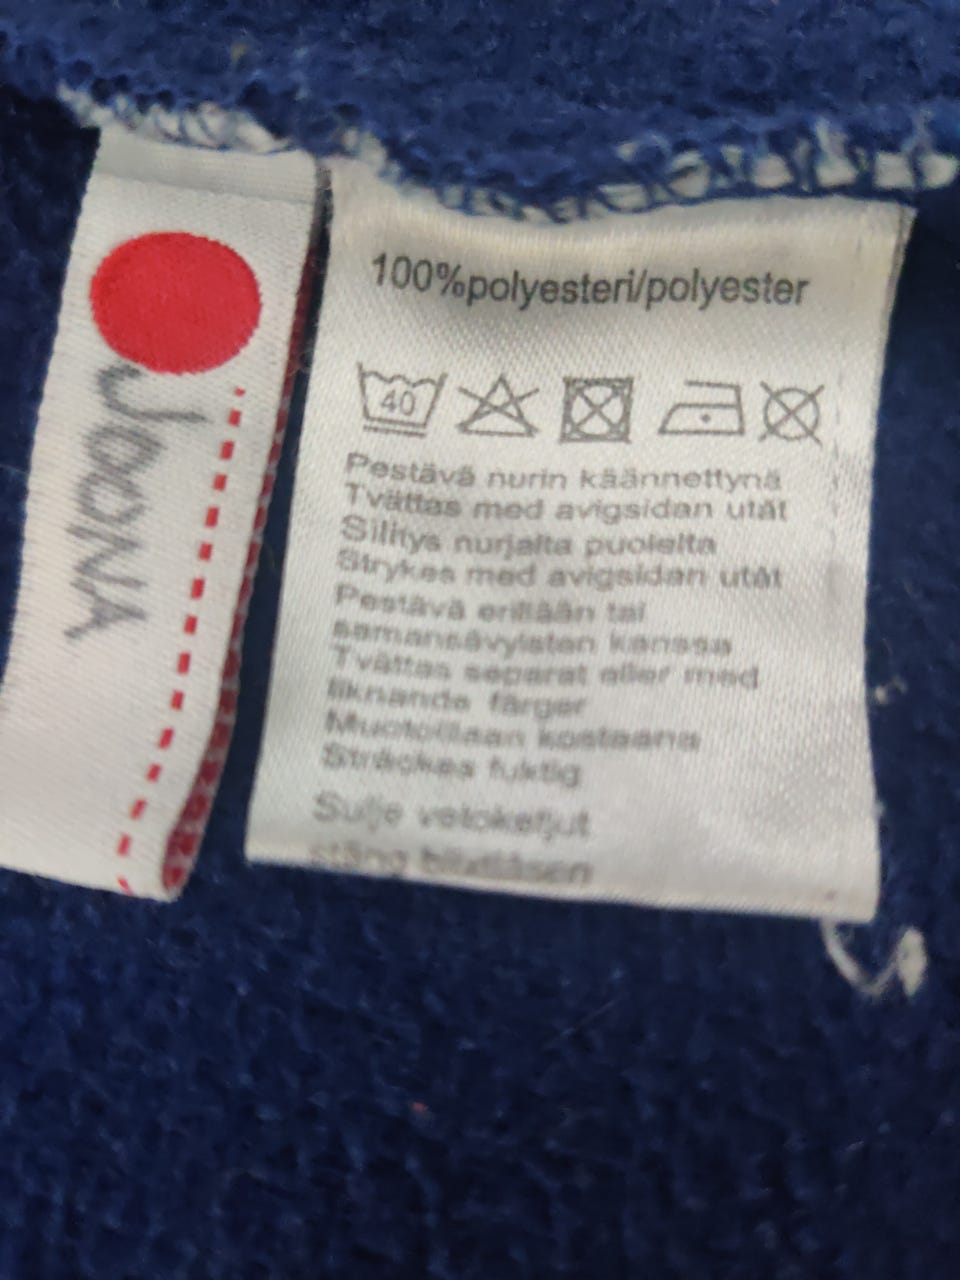 JOONA
100%polyesteri/polyester
40
Pestävä nurin käännettynä
Tvättas med avigsidan utåt
Silitys nurjalta puolelta
Strykes med avigsidan utåt
Pestävä erillään tai
samansävyisten kanssa
Tvättas separat eller med
liknande färger
Muotoillaan kosteana
Sträckes fuktig
Sulje vetoketjut
stäng blixtlåsen